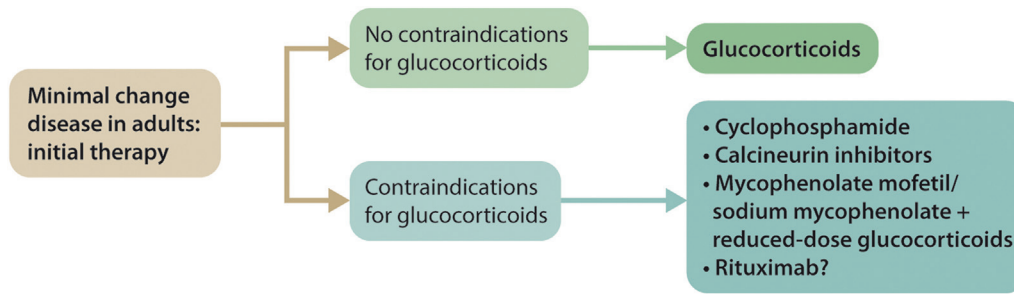 Minimal change
disease in adults:
initial therapy
No contraindications
for glucocorticoids
Glucocorticoids
Contraindications
for glucocorticoids
• Cyclophosphamide
• Calcineurin inhibitors
• Mycophenolate mofetil/
sodium mycophenolate +
reduced-dose glucocorticoids
• Rituximab?